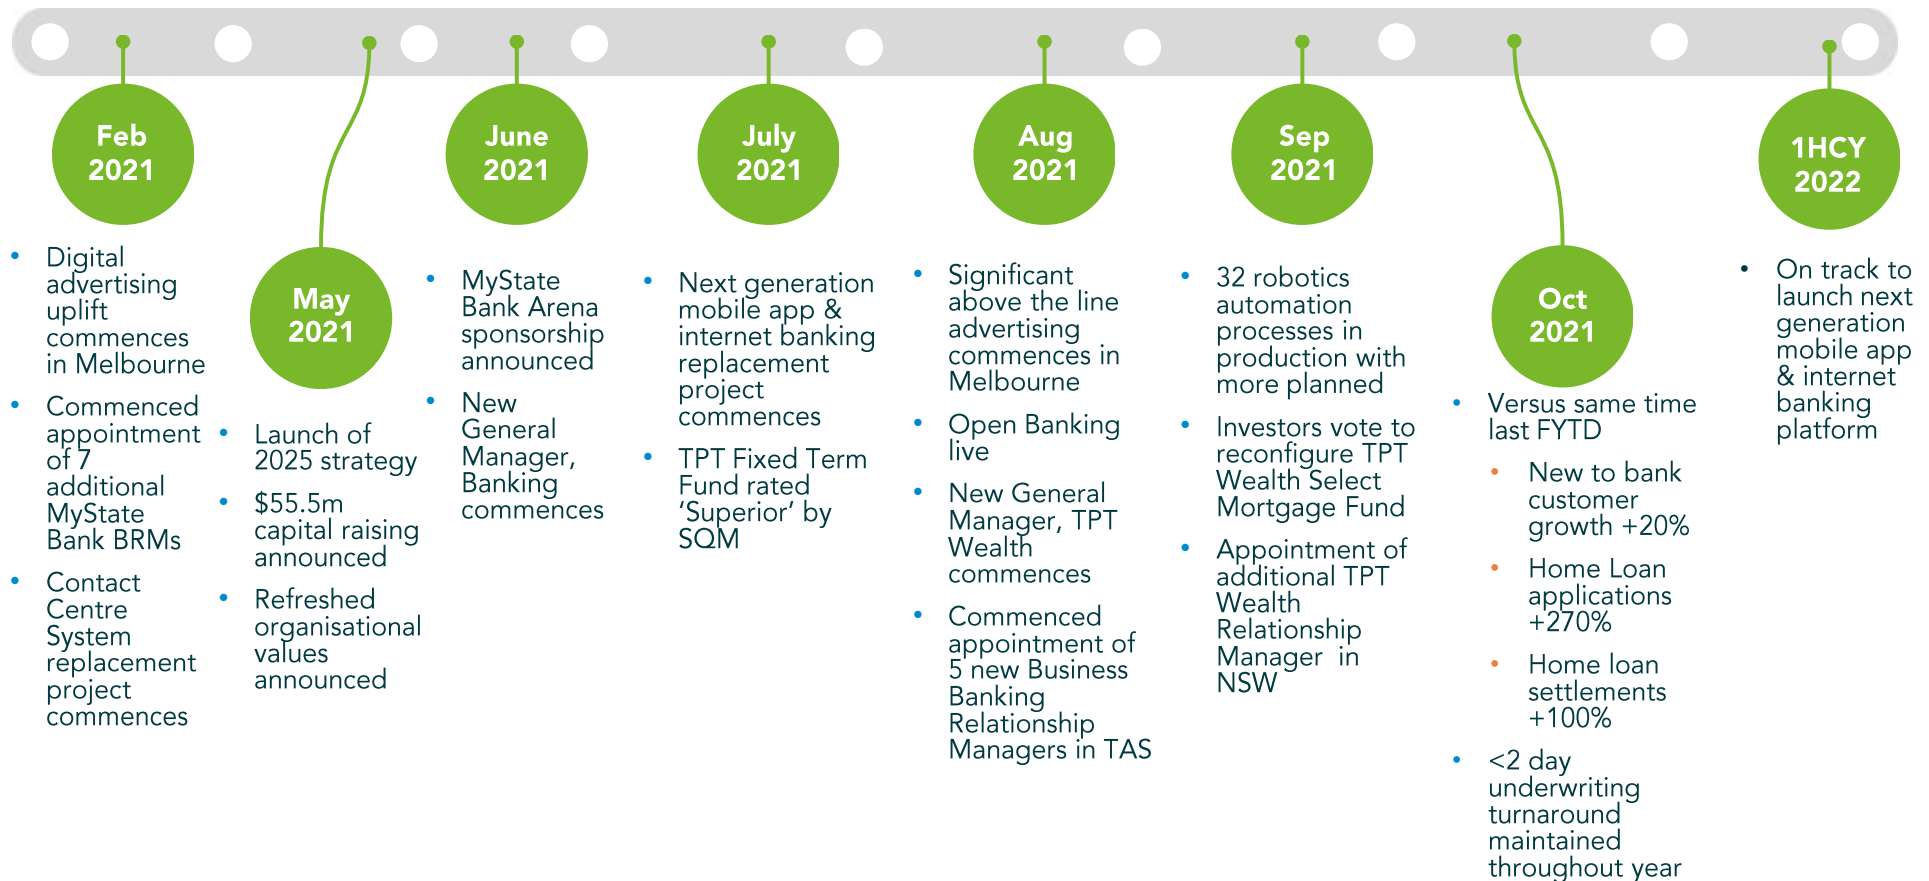 Feb
2021
• Digital
advertising
uplift
commences
in Melbourne
• Commenced
appointment
of 7
additional
MyState
Bank BRMs
• Contact
Centre
System
replacement
project
commences
May
2021
• Launch of
2025 strategy
• $55.5m
capital raising
announced
• Refreshed
organisational
values
announced
June
2021
• MyState
Bank Arena
sponsorship
announced
• New
General
Manager,
Banking
commences
July
2021
• Next generation
mobile app &
internet banking
replacement
project
commences
• TPT Fixed Term
Fund rated
‘Superior’ by
SQM
Aug
2021
• Significant
above the line
advertising
commences in
Melbourne
• Open Banking
live
• New General
Manager, TPT
Wealth
commences
• Commenced
appointment of
5 new Business
Banking
Relationship
Managers in TAS
Sep
2021
• 32 robotics
automation
processes in
production with
more planned
• Investors vote to
reconfigure TPT
Wealth Select
Mortgage Fund
• Appointment of
additional TPT
Wealth
Relationship
Manager in
NSW
Oct
2021
• Versus same time
last FYTD
• New to bank
customer
growth +20%
• Home Loan
applications
+270%
• Home loan
settlements
+100%
• <2 day
underwriting
turnaround
maintained
throughout year
1HCY
2022
• On track to
launch next
generation
mobile app
& internet
banking
platform